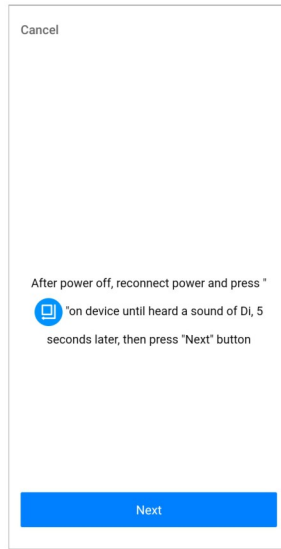 Cancel
After power off, reconnect power and press "
"on device until heard a sound of Di, 5
seconds later, then press "Next" button
Next